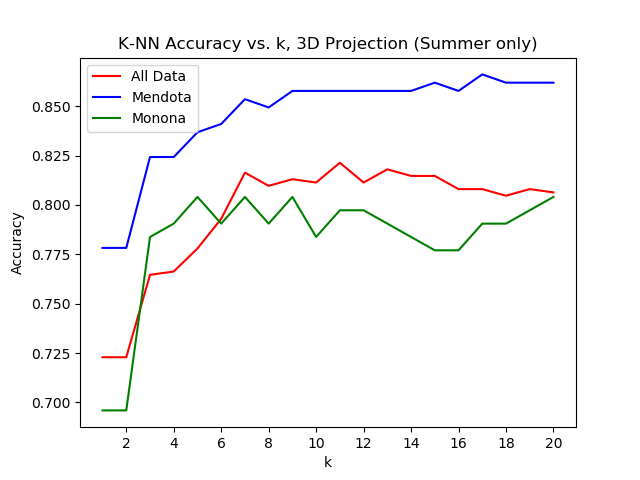 K-NN Accuracy vs. k, 3D Projection (Summer only)
All Data
Mendota
Monona
Accuracy
0.850
0.825
0.800
0.775
0.750
0.725
0.700
2 4 6 8 10 12 14 16 18 20
k